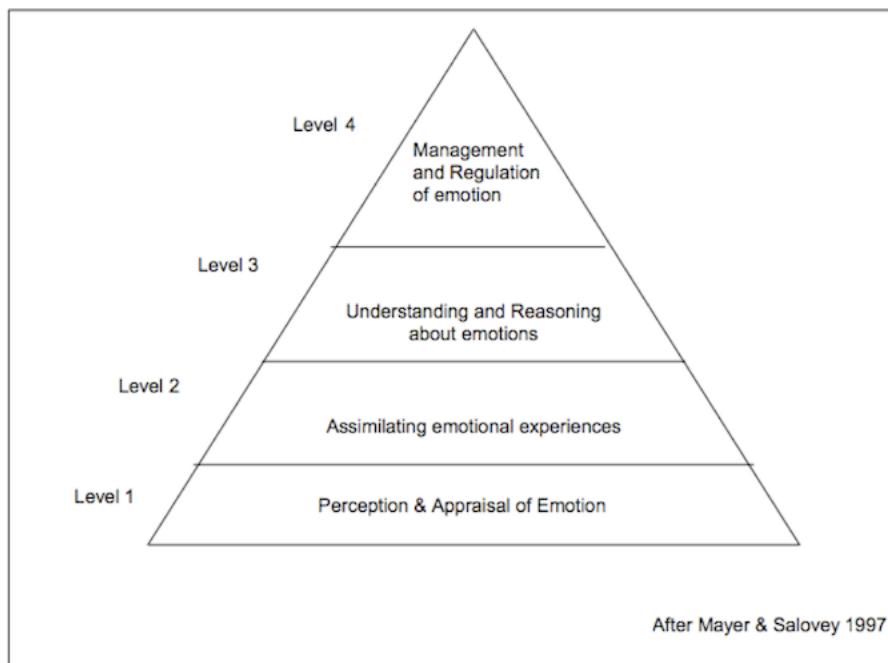 Level 4
Management
and Regulation
of emotion
Level 3
Understanding and Reasoning
about emotions
Level 2
Assimilating emotional experiences
Level 1
Perception & Appraisal of Emotion
After Mayer & Salovey 1997